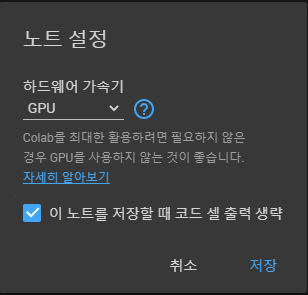 노트 설정
하드웨어 가속기
GPU
Colab를 최대한 활용하려면 필요하지 않은
경우 GPU를 사용하지 않는 것이 좋습니다.
자세히 알아보기
이 노트를 저장할 때 코드 셀 출력 생략
취소 저장